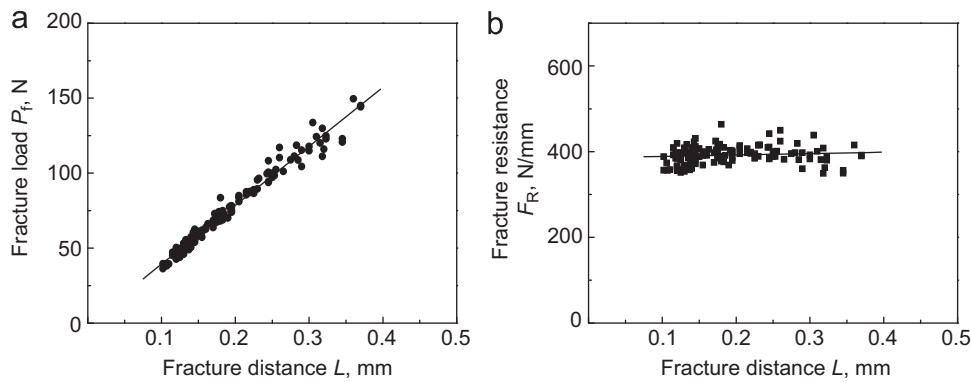 a
200
150
100
50
0
0.1 0.2 0.3 0.4 0.5
Fracture load Pf, N
Fracture distance L, mm
b
600
400
200
0
0.1 0.2 0.3 0.4 0.5
Fracture resistance
FR, N/mm
Fracture distance L, mm